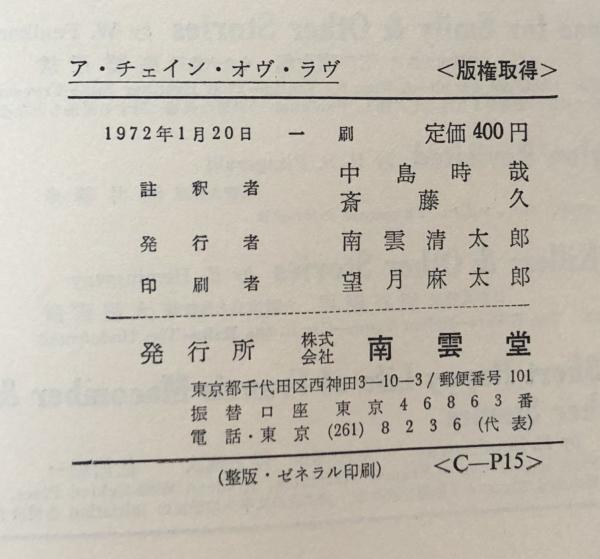 ア・チェイン・オヴ・ラヴ <版権取得>
1972年1月20日 一刷 定価 400円
註釈者 中島時哉
斎藤久
発行者 南雲清太郎
印刷者 望月麻太郎
発行所 株式会社 南雲堂
東京都千代田区西神田3—10—3/郵便番号 101
振替口座 東京 46863番
電話・東京 (261) 8236 (代表)
(整版・ゼネラル印刷) <C—P15>